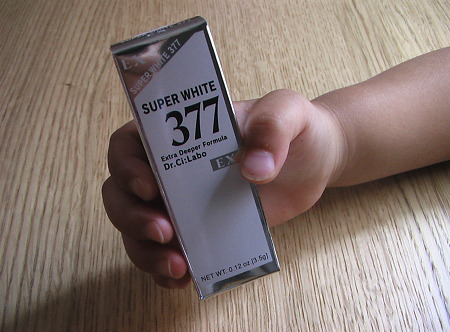 EX
SUPER WHITE 377
SUPER WHITE
377
Extra Deeper Formula
Dr.Ci:Labo
EX
NET WT. 0.12 oz (3.5g)